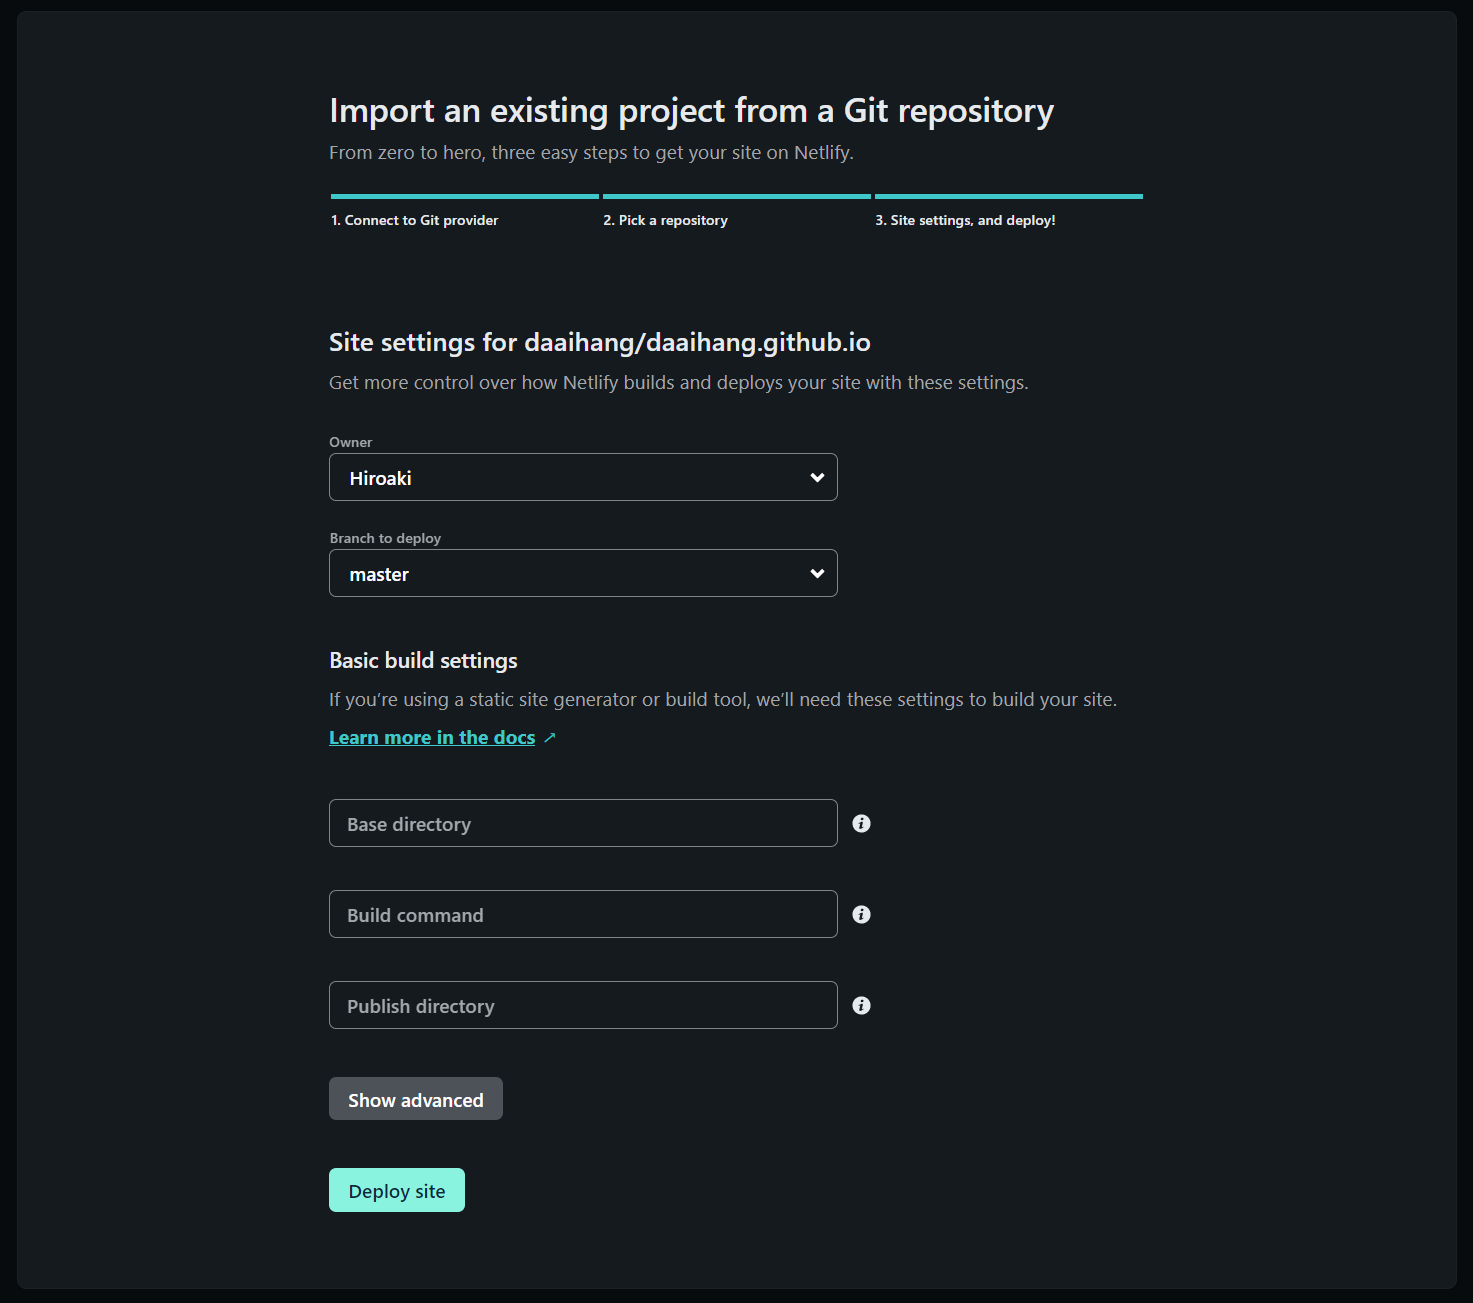 Import an existing project from a Git repository
From zero to hero, three easy steps to get your site on Netlify.
1. Connect to Git provider
2. Pick a repository
3. Site settings, and deploy!
Site settings for daaihang/daaihang.github.io
Get more control over how Netlify builds and deploys your site with these settings.
Owner
Hiroaki
Branch to deploy
master
Basic build settings
If you’re using a static site generator or build tool, we’ll need these settings to build your site.
Learn more in the docs ↗
Base directory
Build command
Publish directory
Show advanced
Deploy site